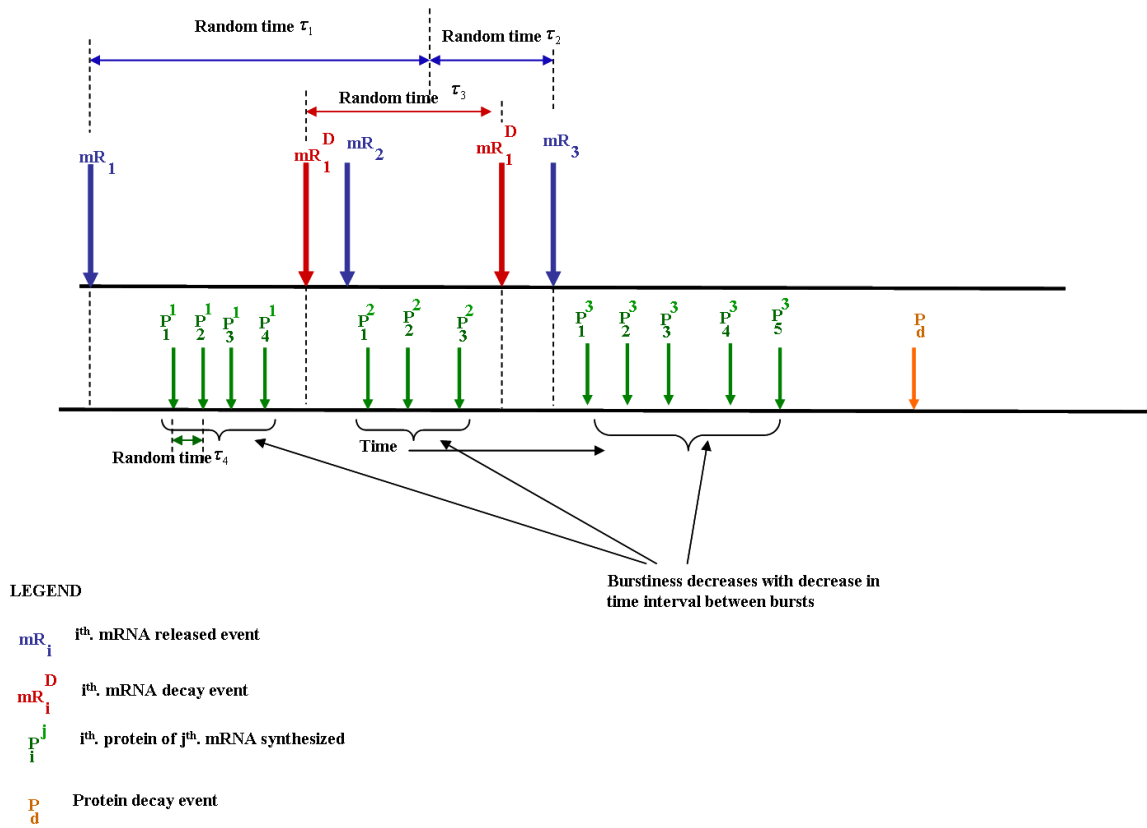 Random time τ1
Random time τ2
Random time τ3
mR1
mR1D
mR2
mR1D
mR3
P11
P21
P31
P41
P12
P22
P32
P13
P23
P33
P43
P53
Pd
Time
Random time τ4
Burstiness decreases with decrease in
time interval between bursts
LEGEND
mRi ith. mRNA released event
mRiD ith. mRNA decay event
Pij ith. protein of jth. mRNA synthesized
Pd Protein decay event